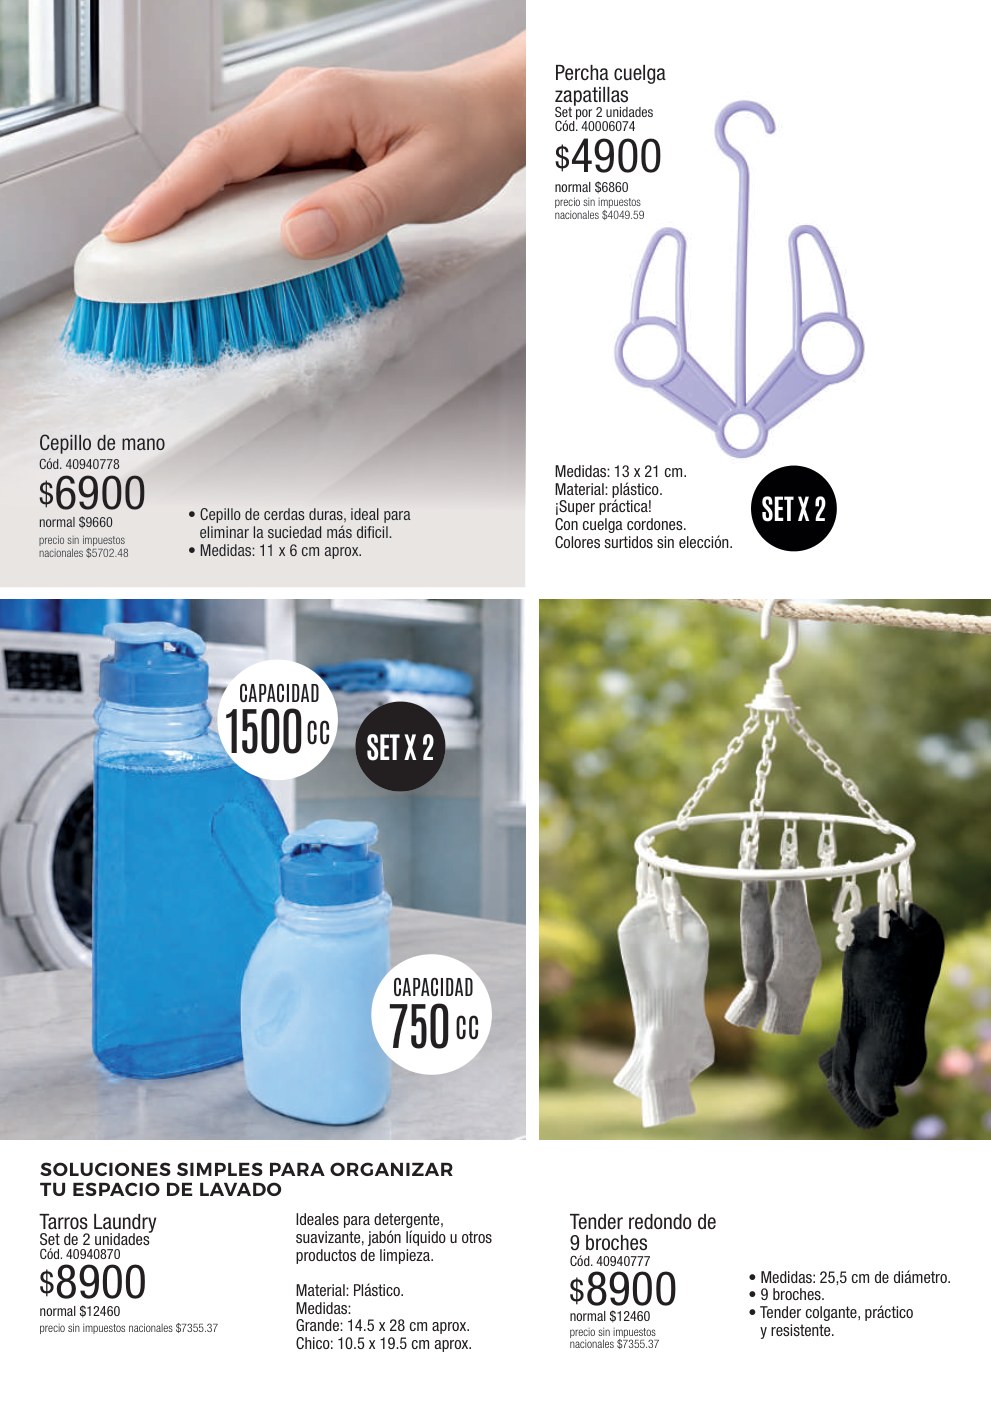 Cepillo de mano
Cód. 40940778
$6900
normal $9660
precio sin impuestos
nacionales $5702.48
• Cepillo de cerdas duras, ideal para
eliminar la suciedad más dificil.
• Medidas: 11 x 6 cm aprox.
Percha cuelga
zapatillas
Set por 2 unidades
Cód. 40006074
$4900
normal $6860
precio sin impuestos
nacionales $4049.59
Medidas: 13 x 21 cm.
Material: plástico.
¡Super práctica!
Con cuelga cordones.
Colores surtidos sin elección.
SET X 2
CAPACIDAD
1500 CC
SET X 2
CAPACIDAD
750 CC
SOLUCIONES SIMPLES PARA ORGANIZAR
TU ESPACIO DE LAVADO
Tarros Laundry
Set de 2 unidades
Cód. 40940870
$8900
normal $12460
precio sin impuestos nacionales $7355.37
Ideales para detergente,
suavizante, jabón líquido u otros
productos de limpieza.
Material: Plástico.
Medidas:
Grande: 14.5 x 28 cm aprox.
Chico: 10.5 x 19.5 cm aprox.
Tender redondo de
9 broches
Cód. 40940777
$8900
normal $12460
precio sin impuestos
nacionales $7355.37
• Medidas: 25,5 cm de diámetro.
• 9 broches.
• Tender colgante, práctico
y resistente.